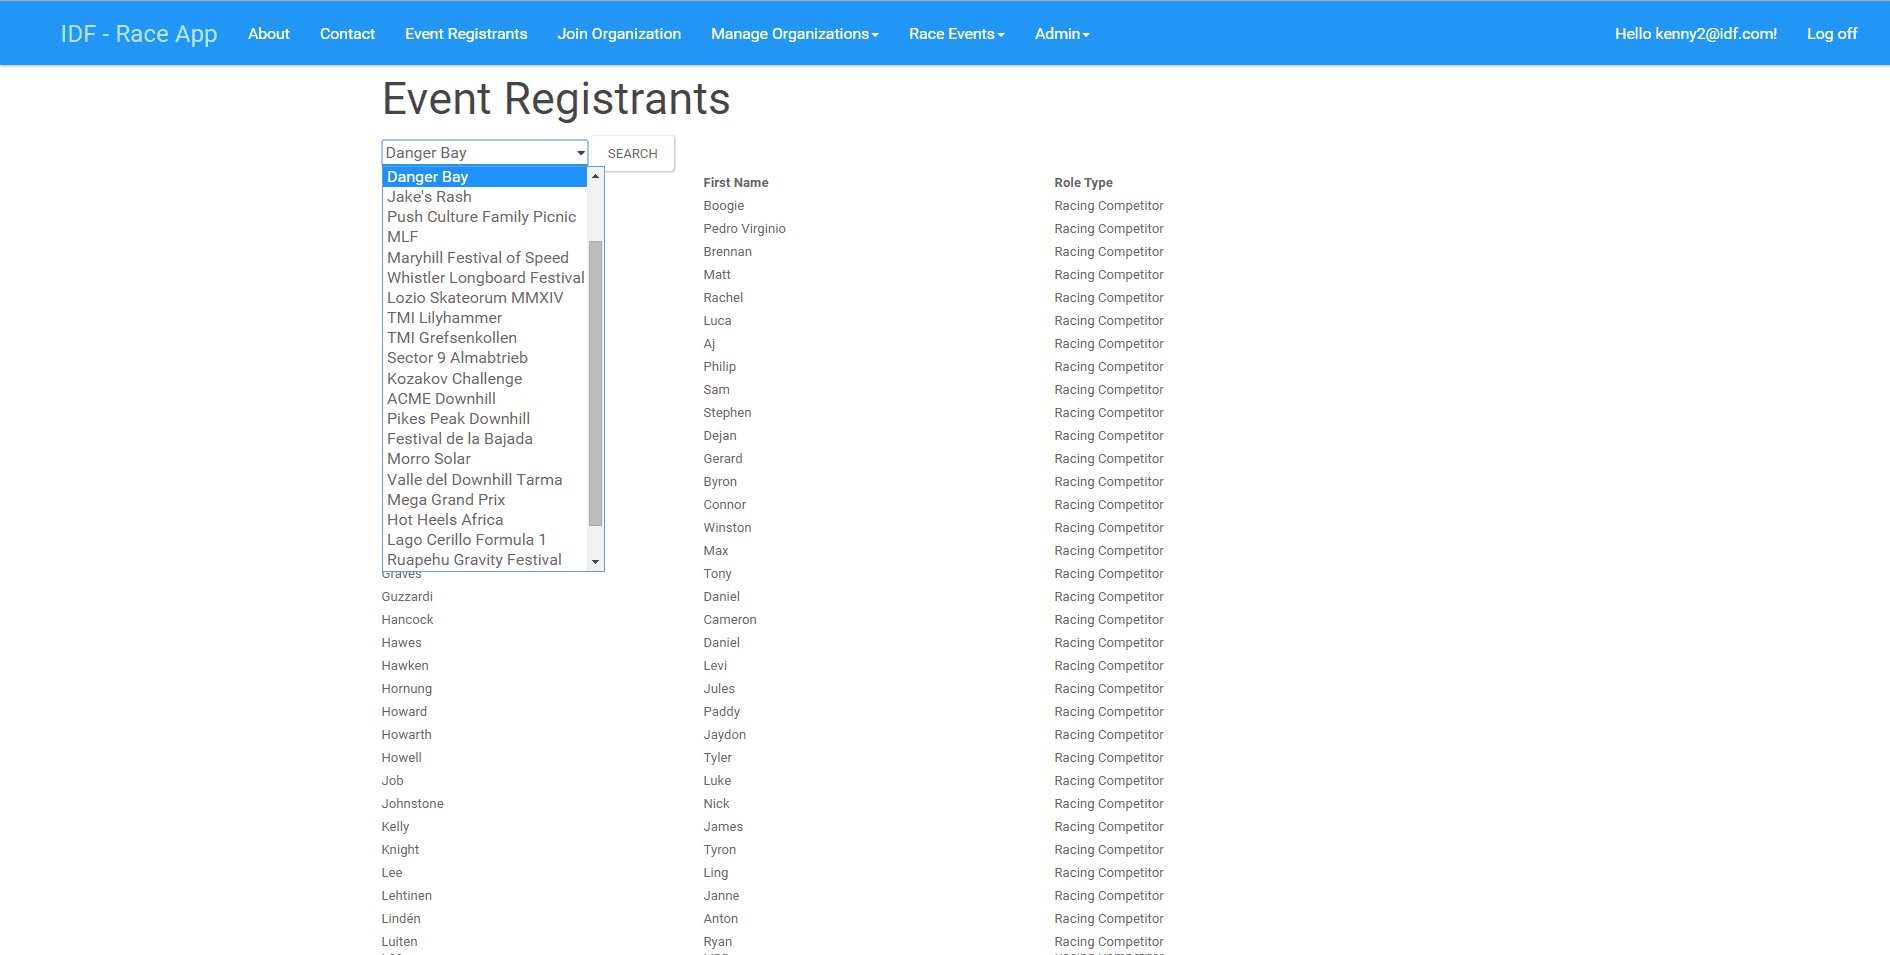 IDF - Race App About Contact Event Registrants Join Organization Manage Organizations Race Events Admin Hello kenny2@idf.com! Log off
Event Registrants
Danger Bay SEARCH
Danger Bay
Jake's Rash
Push Culture Family Picnic
MLF
Maryhill Festival of Speed
Whistler Longboard Festival
Lozio Skateorum MMXIV
TMI Lilyhammer
TMI Grefsenkollen
Sector 9 Almabtrieb
Kozakov Challenge
ACME Downhill
Pikes Peak Downhill
Festival de la Bajada
Morro Solar
Valle del Downhill Tarma
Mega Grand Prix
Hot Heels Africa
Lago Cerillo Formula 1
Ruapehu Gravity Festival
First Name Role Type
Boogie Racing Competitor
Pedro Virginio Racing Competitor
Brennan Racing Competitor
Matt Racing Competitor
Rachel Racing Competitor
Luca Racing Competitor
Aj Racing Competitor
Philip Racing Competitor
Sam Racing Competitor
Stephen Racing Competitor
Dejan Racing Competitor
Gerard Racing Competitor
Byron Racing Competitor
Connor Racing Competitor
Winston Racing Competitor
Max Racing Competitor
Graves Tony Racing Competitor
Guzzardi Daniel Racing Competitor
Hancock Cameron Racing Competitor
Hawes Daniel Racing Competitor
Hawken Levi Racing Competitor
Hornung Jules Racing Competitor
Howard Paddy Racing Competitor
Howarth Jaydon Racing Competitor
Howell Tyler Racing Competitor
Job Luke Racing Competitor
Johnstone Nick Racing Competitor
Kelly James Racing Competitor
Knight Tyron Racing Competitor
Lee Ling Racing Competitor
Lehtinen Janne Racing Competitor
Lindén Anton Racing Competitor
Luiten Ryan Racing Competitor